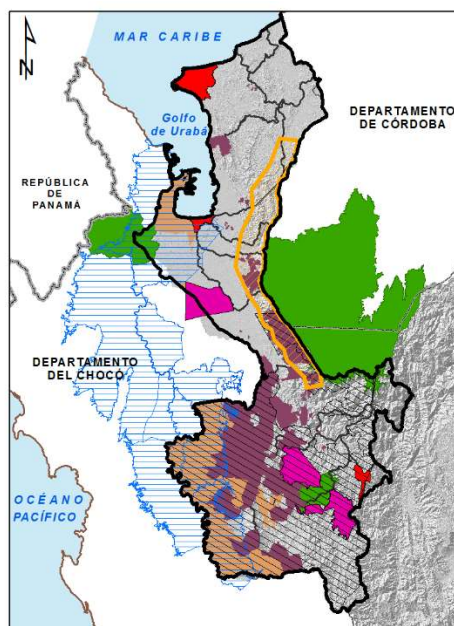 MAR CARIBE
N
Golfo
de Urabá
DEPARTAMENTO
DE CÓRDOBA
REPÚBLICA
DE
PANAMÁ
DEPARTAMENTO
DEL CHOCÓ
OCÉANO
PACÍFICO